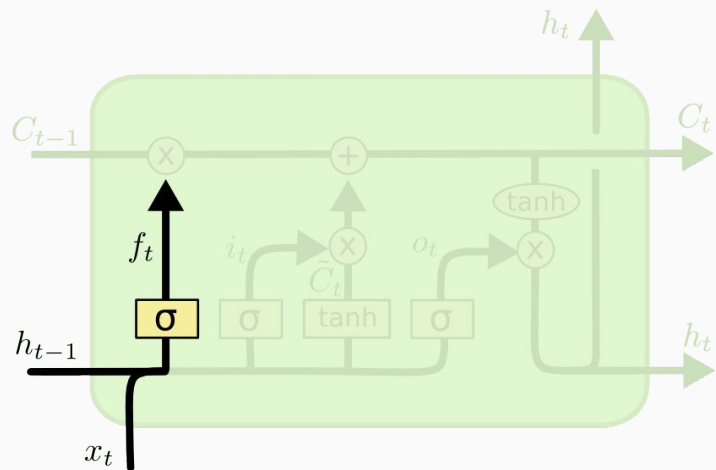 h_t
C_{t-1}
C_t
×
+
tanh
f_t
i_t
×
o_t
×
C̃_t
σ
σ
tanh
σ
h_{t-1}
h_t
x_t